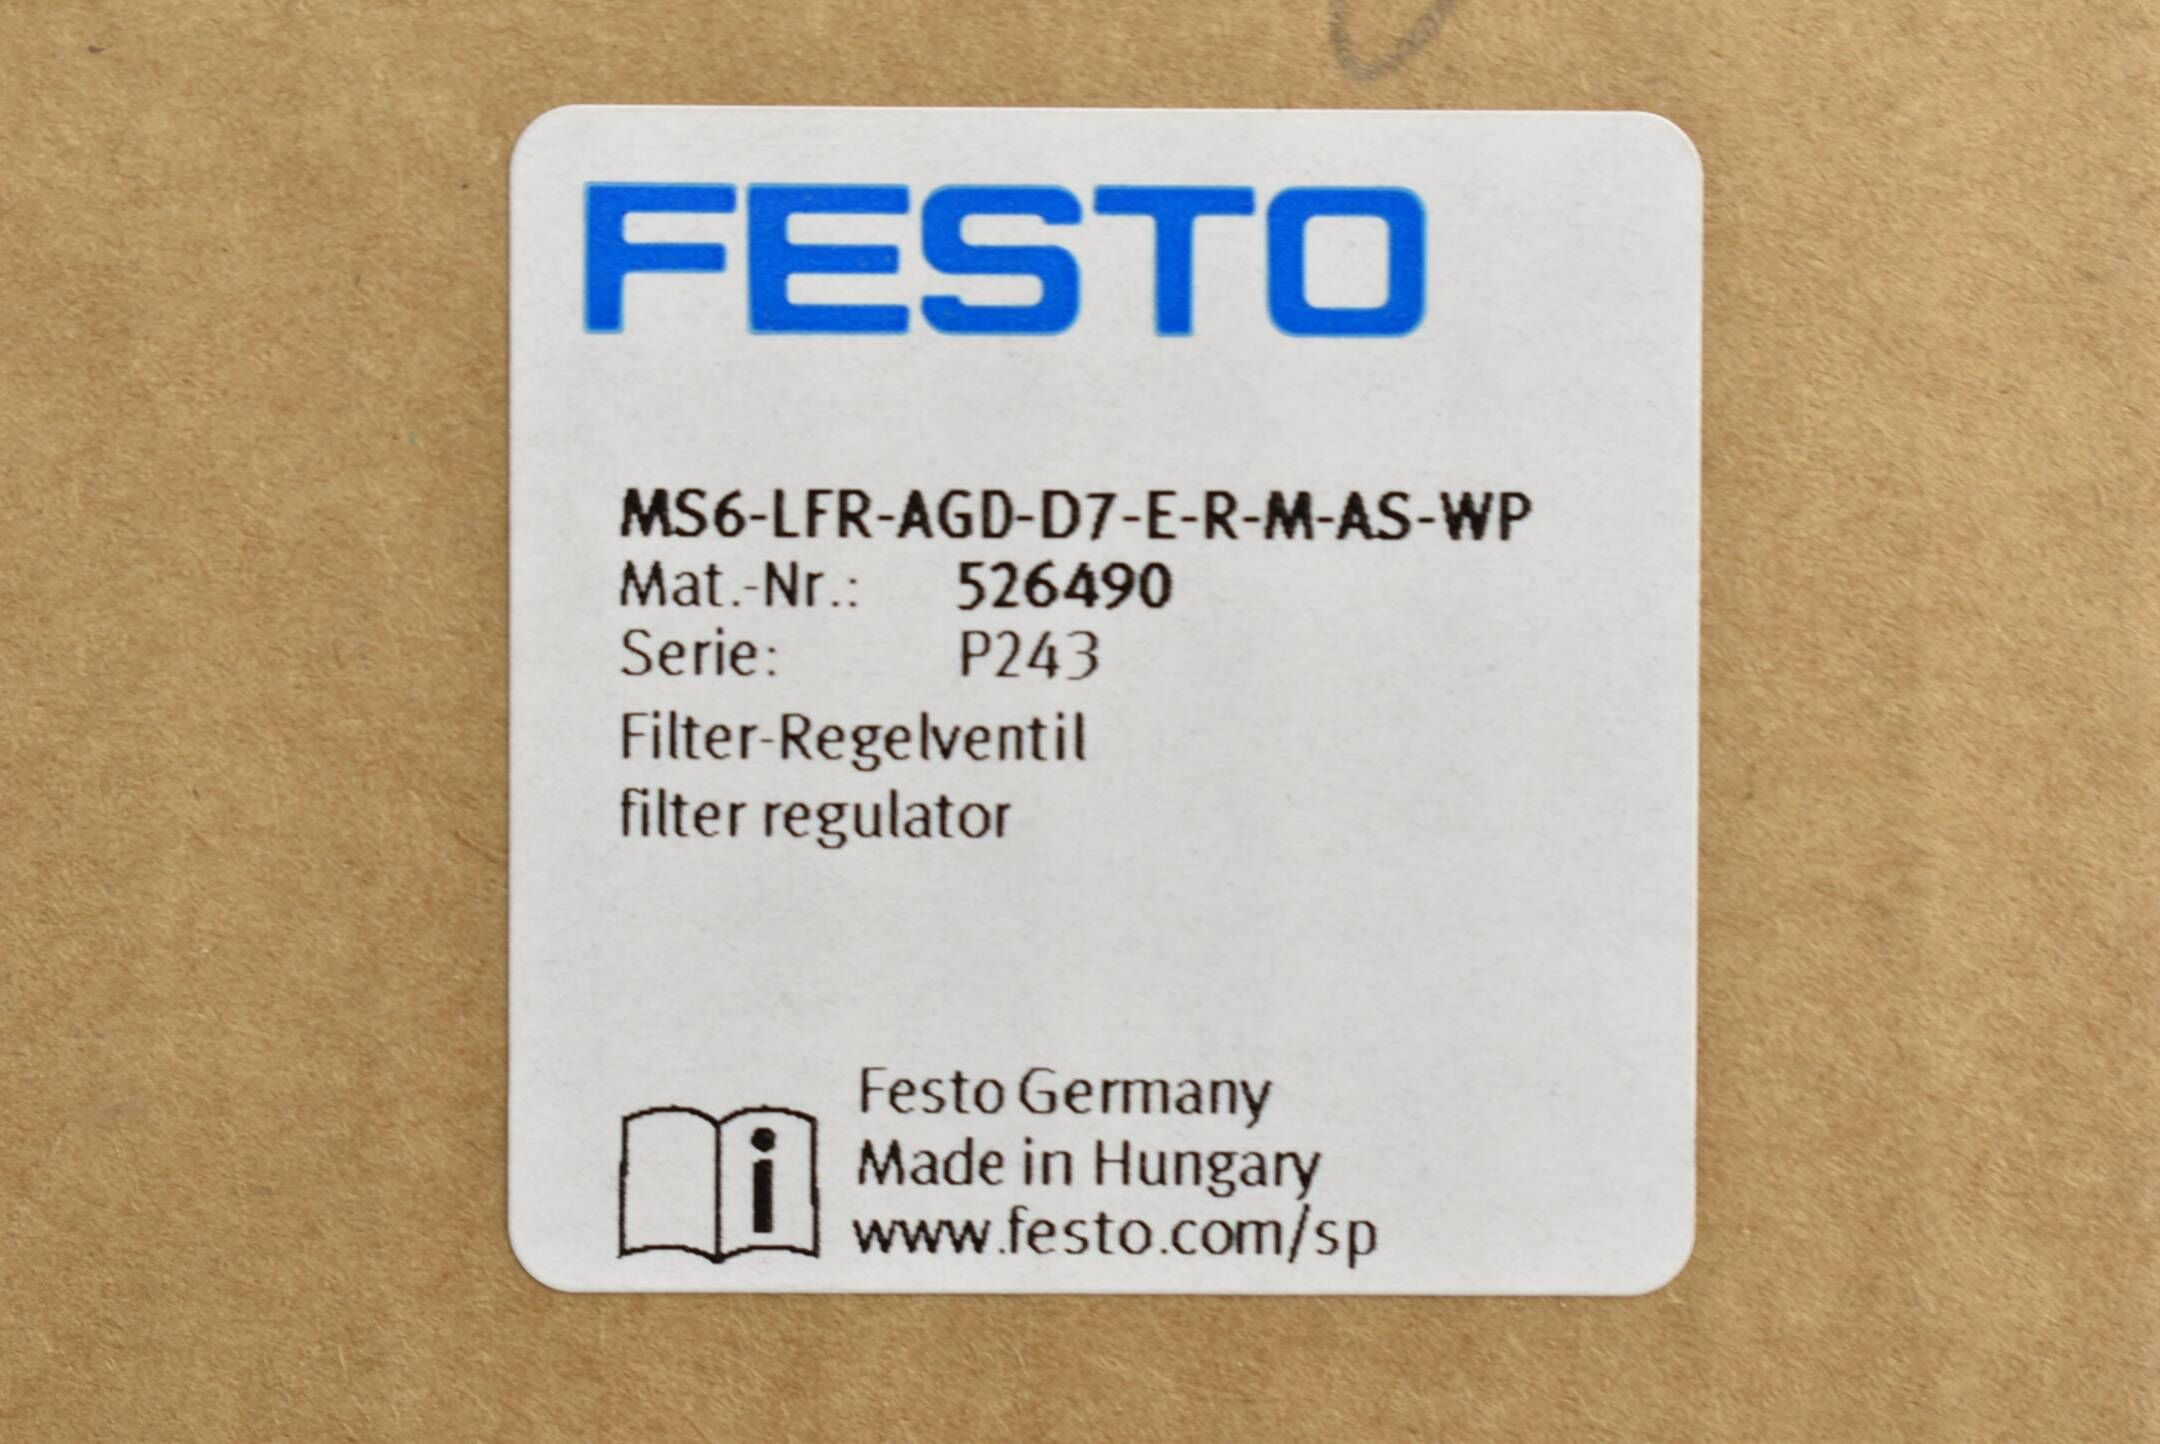 FESTO
MS6-LFR-AGD-D7-E-R-M-AS-WP
Mat.-Nr.: 526490
Serie: P243
Filter-Regelventil
filter regulator
Festo Germany
Made in Hungary
www.festo.com/sp